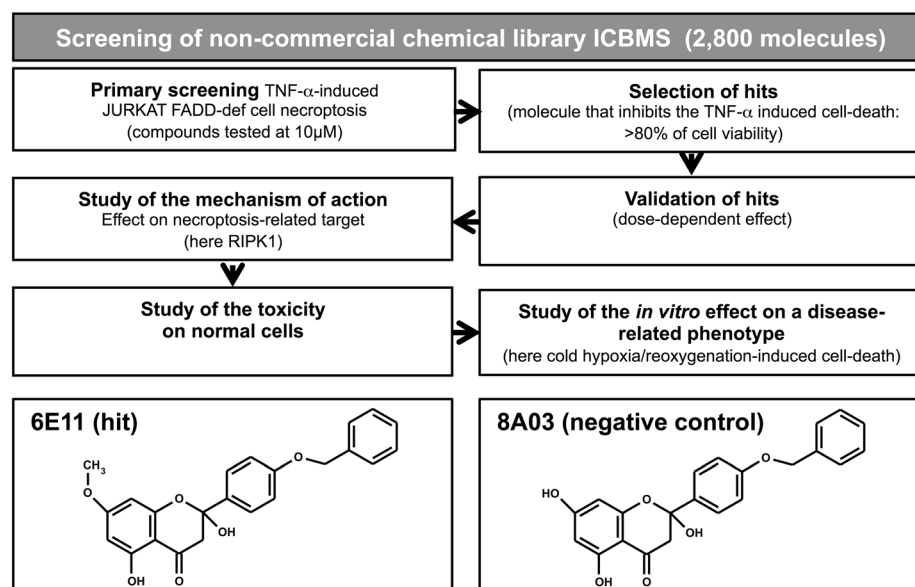 Screening of non-commercial chemical library ICBMS (2,800 molecules)
Primary screening TNF-α-induced
JURKAT FADD-def cell necroptosis
(compounds tested at 10µM)
Selection of hits
(molecule that inhibits the TNF-α induced cell-death:
>80% of cell viability)
Study of the mechanism of action
Effect on necroptosis-related target
(here RIPK1)
Validation of hits
(dose-dependent effect)
Study of the toxicity
on normal cells
Study of the in vitro effect on a disease-
related phenotype
(here cold hypoxia/reoxygenation-induced cell-death)
6E11 (hit)
CH3
O
O
O
OH
OH
O
8A03 (negative control)
O
HO
O
OH
OH
O